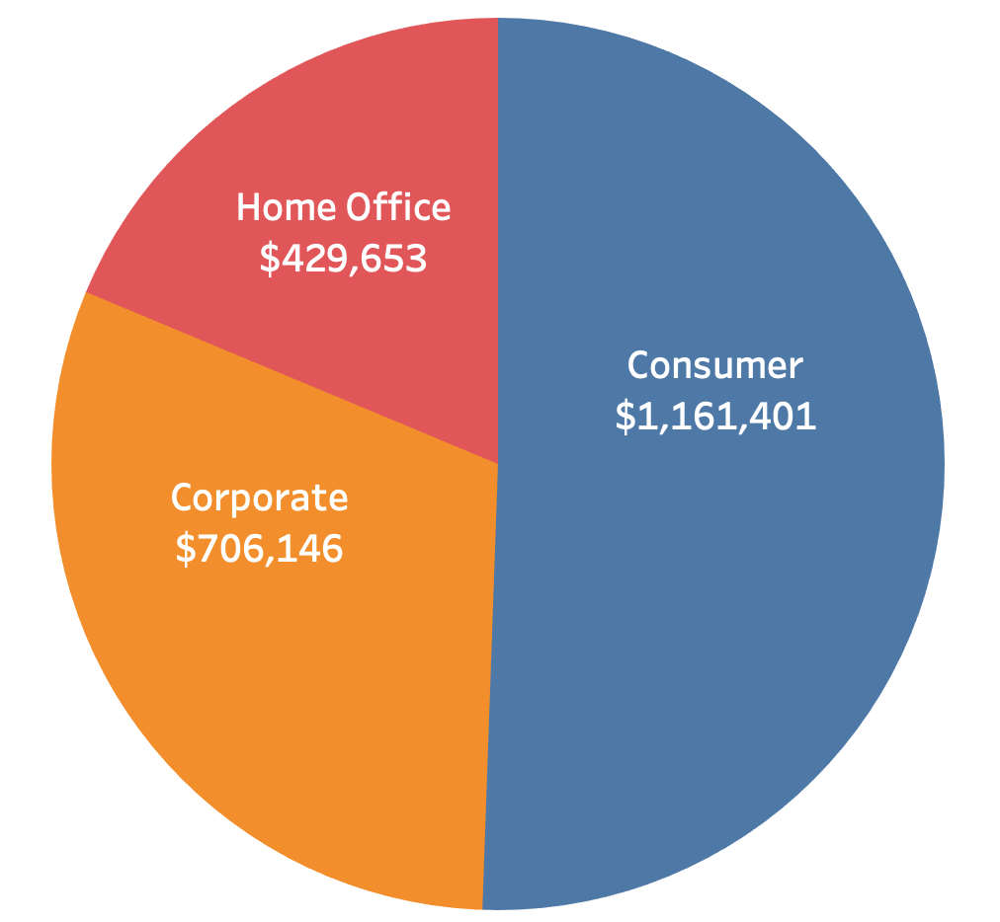 Home Office
$429,653
Consumer
$1,161,401
Corporate
$706,146